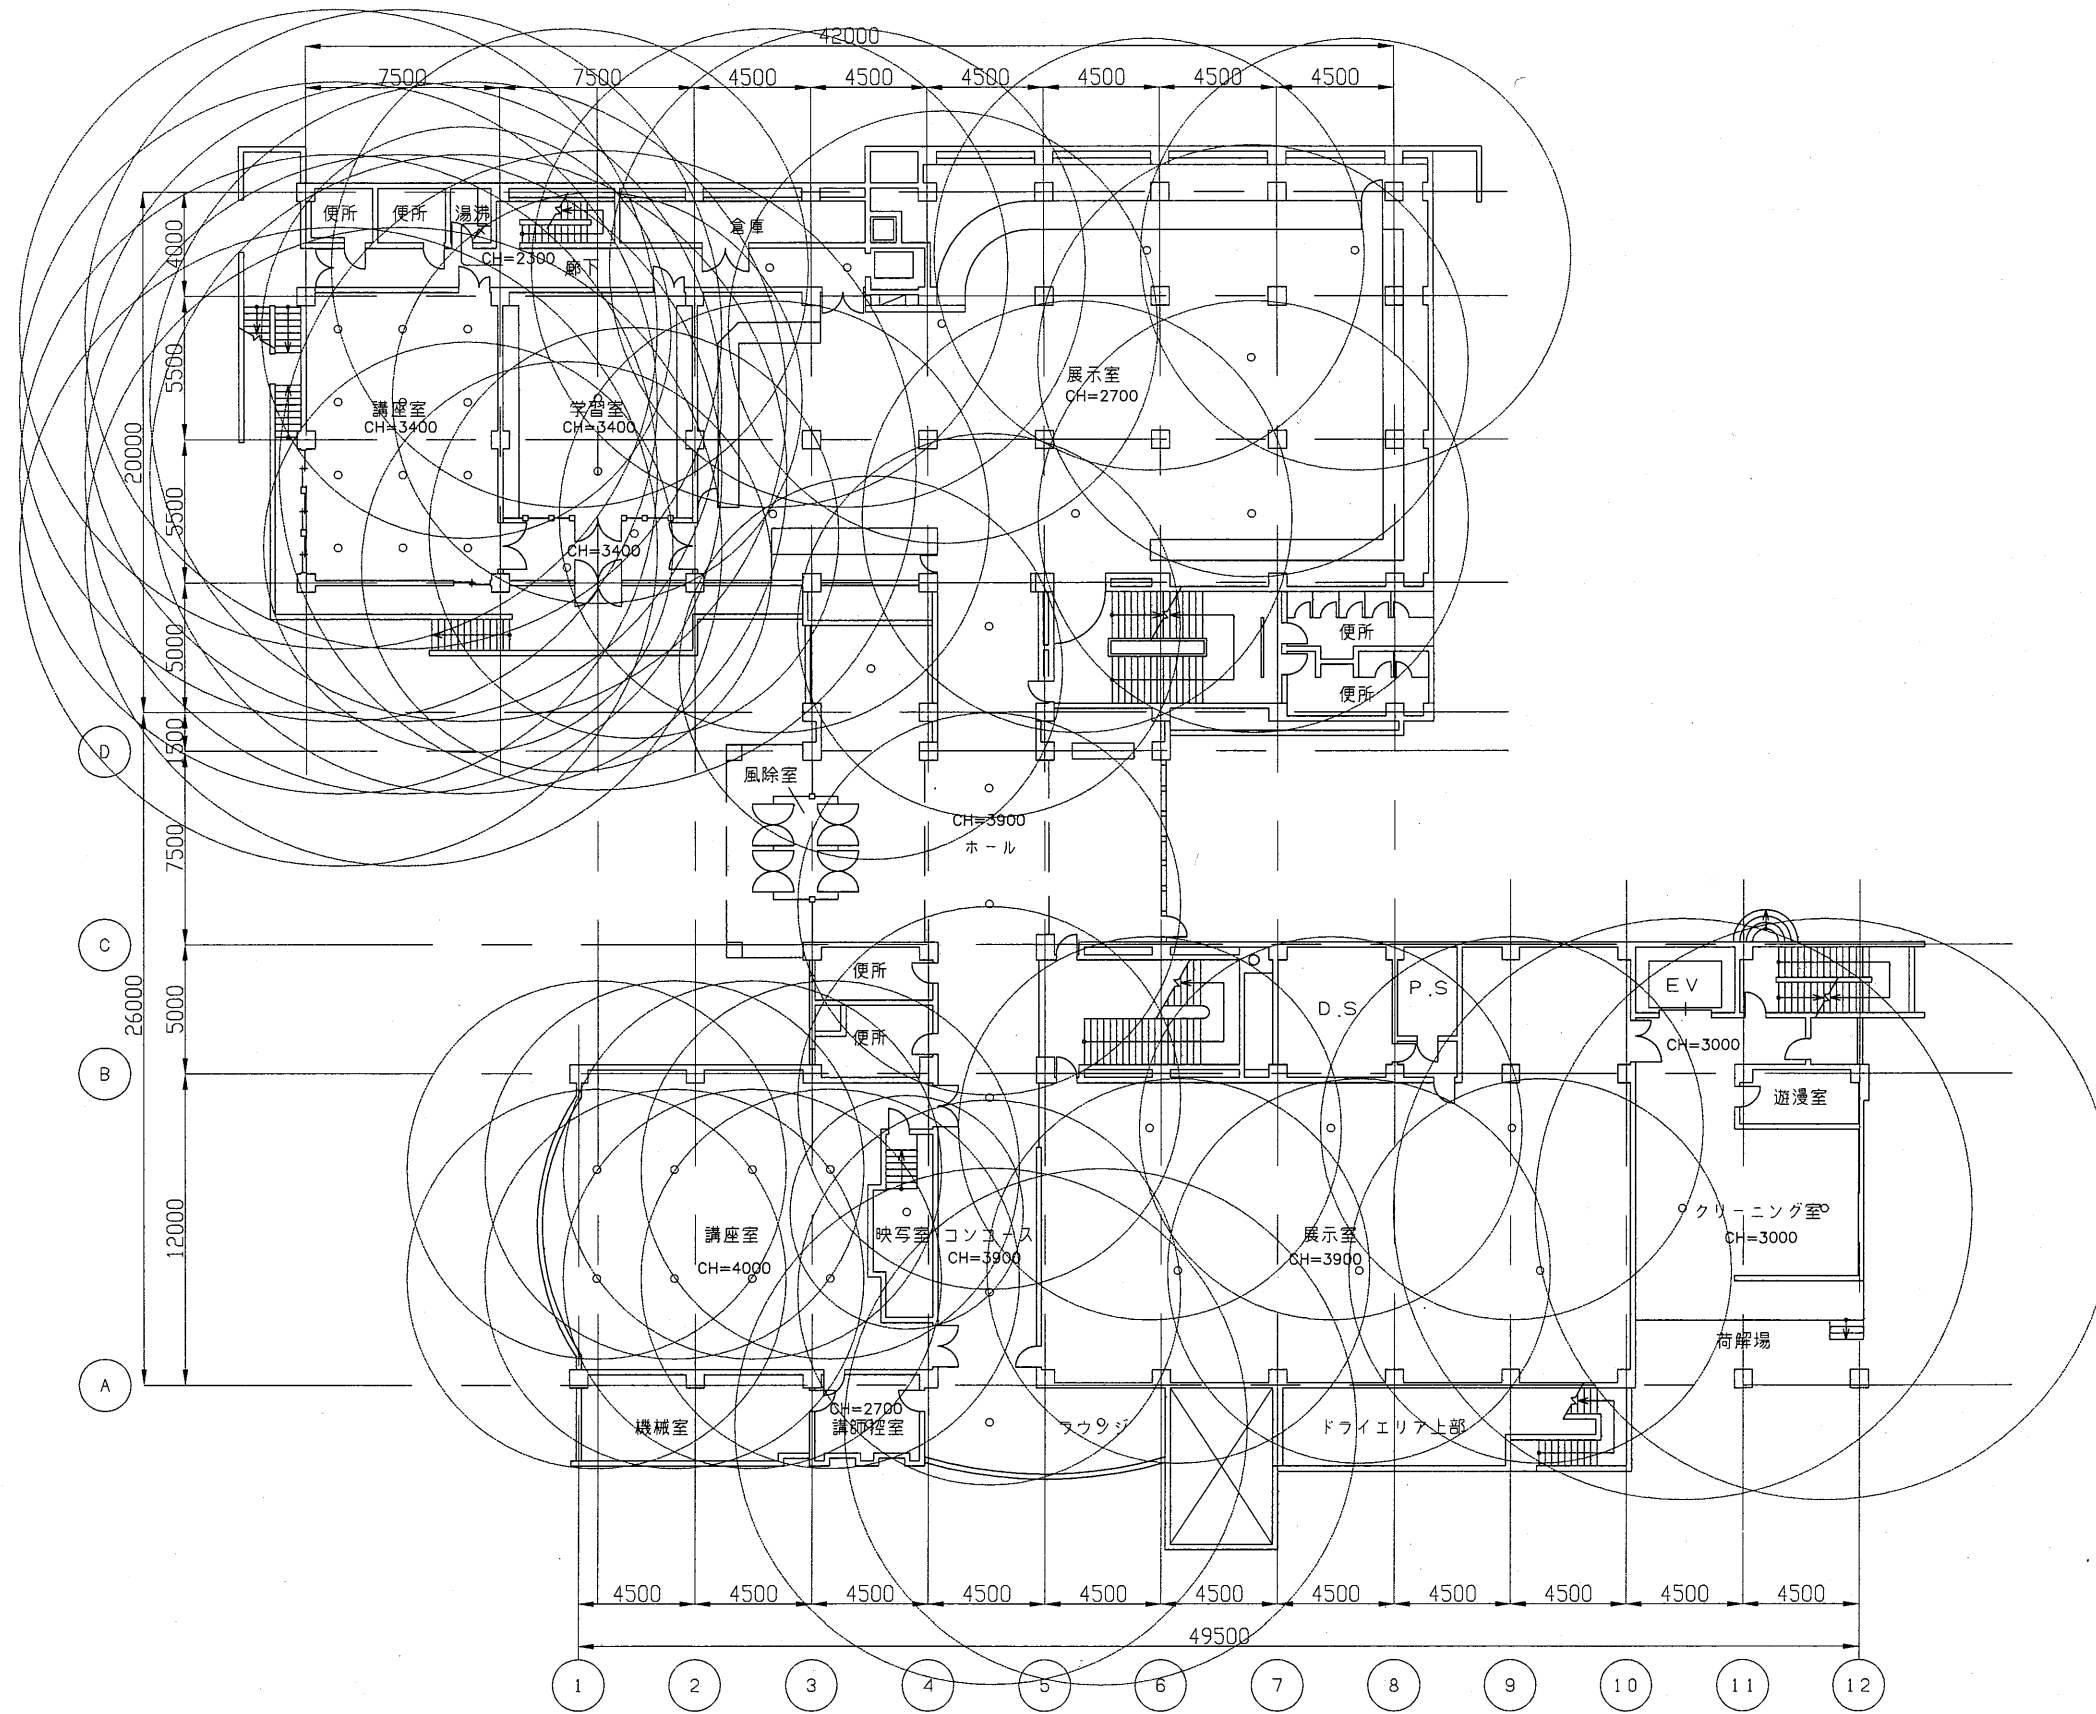 42000
7500 7500 4500 4500 4500 4500 4500 4500
4000
5500
20000
5500
5000
1500
7500
26000
5000
12000
便所 便所 湯沸
倉庫
CH=2300
廊下
講座室
CH=3400
学習室
CH=3400
CH=3400
展示室
CH=2700
便所
便所
D
風除室
CH=3900
ホール
C
便所
便所
D.S
P.S
EV
CH=3000
B
講座室
CH=4000
映写室
コンコース
CH=3900
展示室
CH=3900
クリーニング室
CH=3000
荷解場
A
機械室
CH=2700
講師控室
ラウンジ
ドライエリア上部
4500 4500 4500 4500 4500 4500 4500 4500 4500 4500 4500
49500
1 2 3 4 5 6 7 8 9 10 11 12